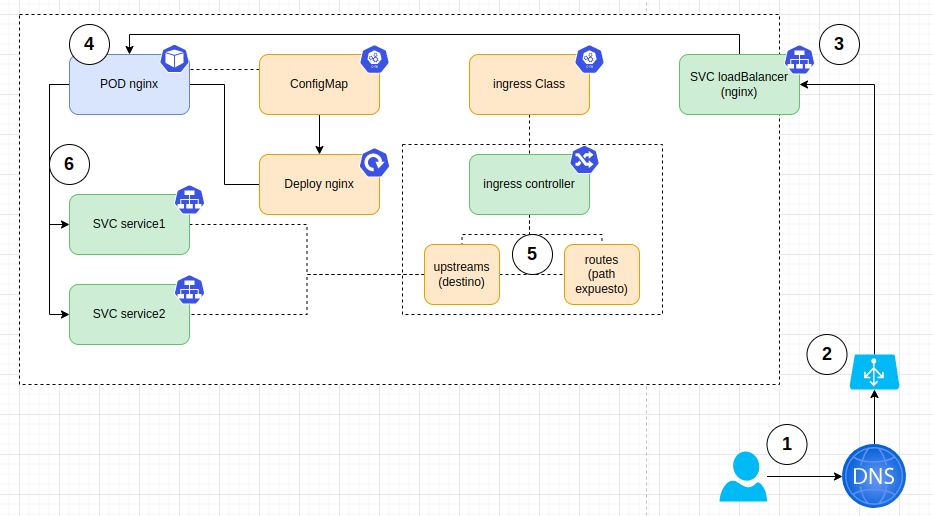 4
3
POD nginx
ConfigMap
ingress Class
SVC loadBalancer
(nginx)
6
Deploy nginx
ingress controller
SVC service1
5
upstreams
(destino)
routes
(path
expuesto)
SVC service2
2
1
DNS